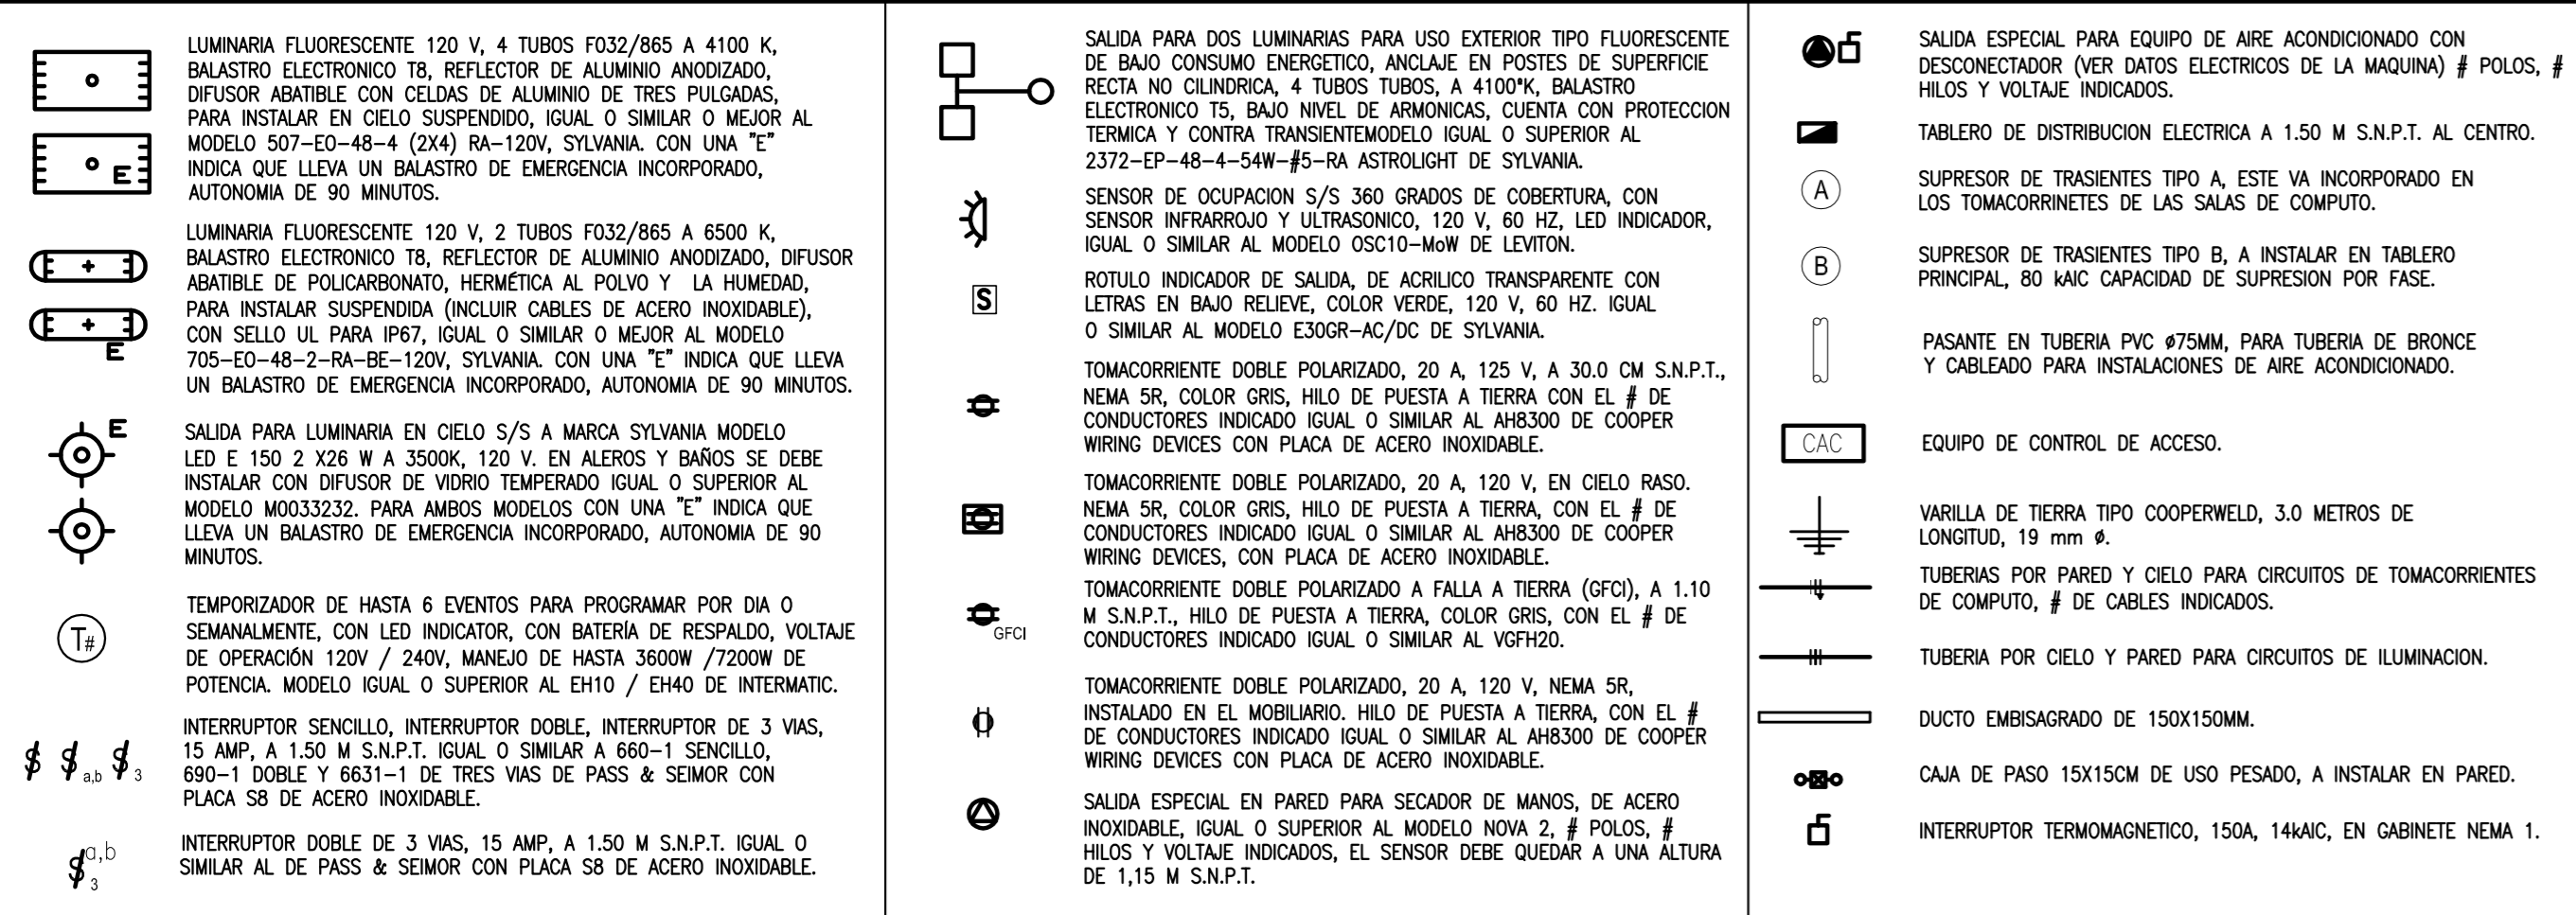 LUMINARIA FLUORESCENTE 120 V, 4 TUBOS F032/865 A 4100 K,
BALASTRO ELECTRONICO T8, REFLECTOR DE ALUMINIO ANODIZADO,
DIFUSOR ABATIBLE CON CELDAS DE ALUMINIO DE TRES PULGADAS,
PARA INSTALAR EN CIELO SUSPENDIDO, IGUAL O SIMILAR O MEJOR AL
MODELO 507-EO-48-4 (2X4) RA-120V, SYLVANIA. CON UNA "E"
INDICA QUE LLEVA UN BALASTRO DE EMERGENCIA INCORPORADO,
AUTONOMIA DE 90 MINUTOS.
E
LUMINARIA FLUORESCENTE 120 V, 2 TUBOS F032/865 A 6500 K,
BALASTRO ELECTRONICO T8, REFLECTOR DE ALUMINIO ANODIZADO, DIFUSOR
ABATIBLE DE POLICARBONATO, HERMÉTICA AL POLVO Y LA HUMEDAD,
PARA INSTALAR SUSPENDIDA (INCLUIR CABLES DE ACERO INOXIDABLE),
CON SELLO UL PARA IP67, IGUAL O SIMILAR O MEJOR AL MODELO
705-EO-48-2-RA-BE-120V, SYLVANIA. CON UNA "E" INDICA QUE LLEVA
UN BALASTRO DE EMERGENCIA INCORPORADO, AUTONOMIA DE 90 MINUTOS.
E
E
SALIDA PARA LUMINARIA EN CIELO S/S A MARCA SYLVANIA MODELO
LED E 150 2 X26 W A 3500K, 120 V. EN ALEROS Y BAÑOS SE DEBE
INSTALAR CON DIFUSOR DE VIDRIO TEMPERADO IGUAL O SUPERIOR AL
MODELO M0033232. PARA AMBOS MODELOS CON UNA "E" INDICA QUE
LLEVA UN BALASTRO DE EMERGENCIA INCORPORADO, AUTONOMIA DE 90
MINUTOS.
T#
TEMPORIZADOR DE HASTA 6 EVENTOS PARA PROGRAMAR POR DIA O
SEMANALMENTE, CON LED INDICATOR, CON BATERÍA DE RESPALDO, VOLTAJE
DE OPERACIÓN 120V / 240V, MANEJO DE HASTA 3600W /7200W DE
POTENCIA. MODELO IGUAL O SUPERIOR AL EH10 / EH40 DE INTERMATIC.
$ $ a,b $ 3
INTERRUPTOR SENCILLO, INTERRUPTOR DOBLE, INTERRUPTOR DE 3 VIAS,
15 AMP, A 1.50 M S.N.P.T. IGUAL O SIMILAR A 660-1 SENCILLO,
690-1 DOBLE Y 6631-1 DE TRES VIAS DE PASS & SEIMOR CON
PLACA S8 DE ACERO INOXIDABLE.
$ a,b 3
INTERRUPTOR DOBLE DE 3 VIAS, 15 AMP, A 1.50 M S.N.P.T. IGUAL O
SIMILAR AL DE PASS & SEIMOR CON PLACA S8 DE ACERO INOXIDABLE.
SALIDA PARA DOS LUMINARIAS PARA USO EXTERIOR TIPO FLUORESCENTE
DE BAJO CONSUMO ENERGETICO, ANCLAJE EN POSTES DE SUPERFICIE
RECTA NO CILINDRICA, 4 TUBOS TUBOS, A 4100°K, BALASTRO
ELECTRONICO T5, BAJO NIVEL DE ARMONICAS, CUENTA CON PROTECCION
TERMICA Y CONTRA TRANSIENTEMODELO IGUAL O SUPERIOR AL
2372-EP-48-4-54W-#5-RA ASTROLIGHT DE SYLVANIA.
SENSOR DE OCUPACION S/S 360 GRADOS DE COBERTURA, CON
SENSOR INFRARROJO Y ULTRASONICO, 120 V, 60 HZ, LED INDICADOR,
IGUAL O SIMILAR AL MODELO OSC10-MoW DE LEVITON.
S
ROTULO INDICADOR DE SALIDA, DE ACRILICO TRANSPARENTE CON
LETRAS EN BAJO RELIEVE, COLOR VERDE, 120 V, 60 HZ. IGUAL
O SIMILAR AL MODELO E30GR-AC/DC DE SYLVANIA.
TOMACORRIENTE DOBLE POLARIZADO, 20 A, 125 V, A 30.0 CM S.N.P.T.,
NEMA 5R, COLOR GRIS, HILO DE PUESTA A TIERRA CON EL # DE
CONDUCTORES INDICADO IGUAL O SIMILAR AL AH8300 DE COOPER
WIRING DEVICES CON PLACA DE ACERO INOXIDABLE.
TOMACORRIENTE DOBLE POLARIZADO, 20 A, 120 V, EN CIELO RASO.
NEMA 5R, COLOR GRIS, HILO DE PUESTA A TIERRA, CON EL # DE
CONDUCTORES INDICADO IGUAL O SIMILAR AL AH8300 DE COOPER
WIRING DEVICES, CON PLACA DE ACERO INOXIDABLE.
GFCI
TOMACORRIENTE DOBLE POLARIZADO A FALLA A TIERRA (GFCI), A 1.10
M S.N.P.T., HILO DE PUESTA A TIERRA, COLOR GRIS, CON EL # DE
CONDUCTORES INDICADO IGUAL O SIMILAR AL VGFH20.
TOMACORRIENTE DOBLE POLARIZADO, 20 A, 120 V, NEMA 5R,
INSTALADO EN EL MOBILIARIO. HILO DE PUESTA A TIERRA, CON EL #
DE CONDUCTORES INDICADO IGUAL O SIMILAR AL AH8300 DE COOPER
WIRING DEVICES CON PLACA DE ACERO INOXIDABLE.
SALIDA ESPECIAL EN PARED PARA SECADOR DE MANOS, DE ACERO
INOXIDABLE, IGUAL O SUPERIOR AL MODELO NOVA 2, # POLOS, #
HILOS Y VOLTAJE INDICADOS, EL SENSOR DEBE QUEDAR A UNA ALTURA
DE 1,15 M S.N.P.T.
SALIDA ESPECIAL PARA EQUIPO DE AIRE ACONDICIONADO CON
DESCONECTADOR (VER DATOS ELECTRICOS DE LA MAQUINA) # POLOS, #
HILOS Y VOLTAJE INDICADOS.
TABLERO DE DISTRIBUCION ELECTRICA A 1.50 M S.N.P.T. AL CENTRO.
A
SUPRESOR DE TRASIENTES TIPO A, ESTE VA INCORPORADO EN
LOS TOMACORRINETES DE LAS SALAS DE COMPUTO.
B
SUPRESOR DE TRASIENTES TIPO B, A INSTALAR EN TABLERO
PRINCIPAL, 80 kAIC CAPACIDAD DE SUPRESION POR FASE.
PASANTE EN TUBERIA PVC ø75MM, PARA TUBERIA DE BRONCE
Y CABLEADO PARA INSTALACIONES DE AIRE ACONDICIONADO.
CAC
EQUIPO DE CONTROL DE ACCESO.
VARILLA DE TIERRA TIPO COOPERWELD, 3.0 METROS DE
LONGITUD, 19 mm ø.
TUBERIAS POR PARED Y CIELO PARA CIRCUITOS DE TOMACORRIENTES
DE COMPUTO, # DE CABLES INDICADOS.
TUBERIA POR CIELO Y PARED PARA CIRCUITOS DE ILUMINACION.
DUCTO EMBISAGRADO DE 150X150MM.
CAJA DE PASO 15X15CM DE USO PESADO, A INSTALAR EN PARED.
INTERRUPTOR TERMOMAGNETICO, 150A, 14kAIC, EN GABINETE NEMA 1.